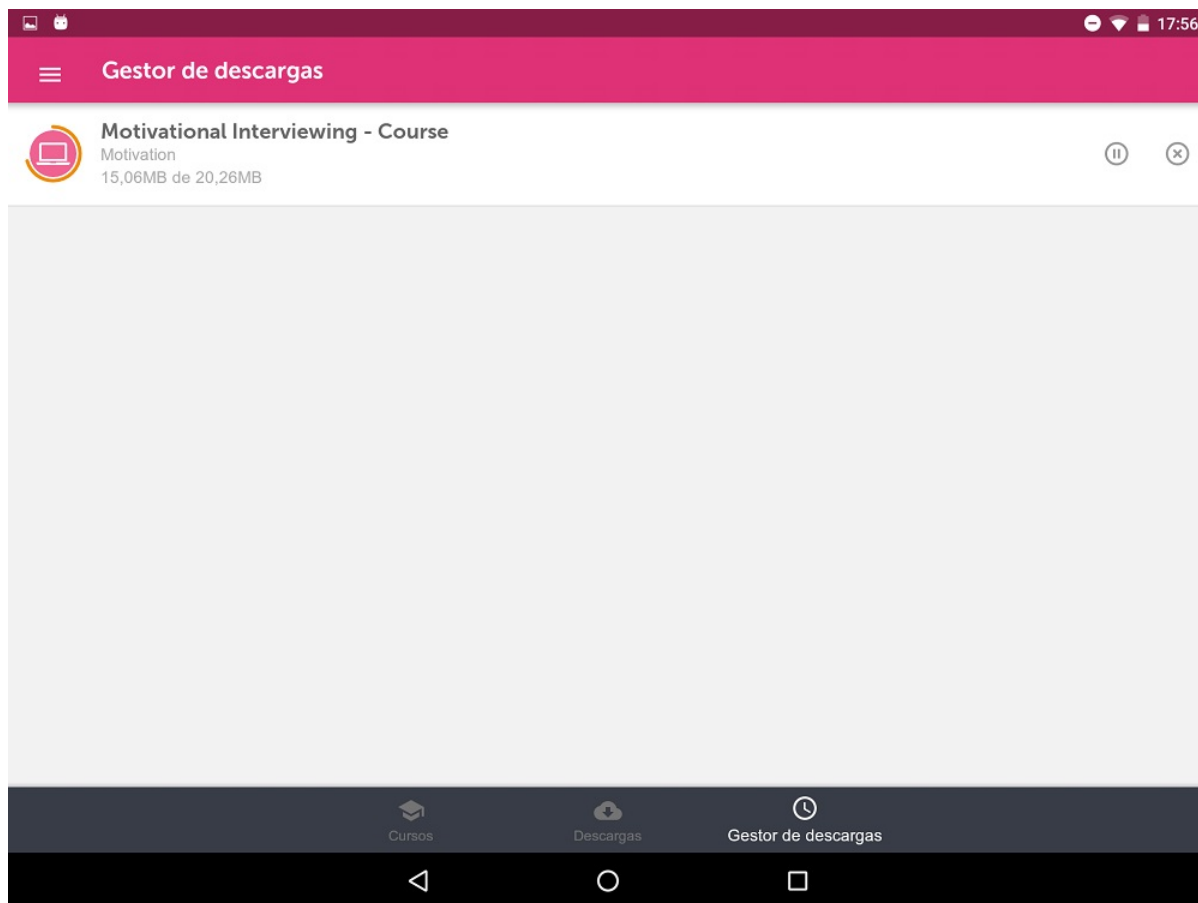 17:56
Gestor de descargas
Motivational Interviewing - Course
Motivation
15,06MB de 20,26MB
Cursos
Descargas
Gestor de descargas